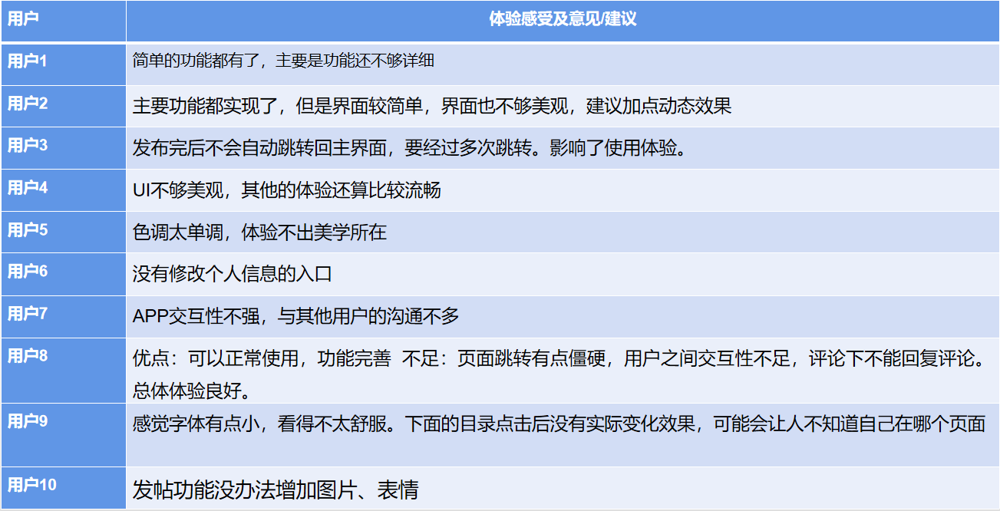 用户 体验感受及意见/建议
用户1 简单的功能都有了，主要是功能还不够详细
用户2 主要功能都实现了，但是界面较简单，界面也不够美观，建议加点动态效果
用户3 发布完后不会自动跳转回主界面，要经过多次跳转。影响了使用体验。
用户4 UI不够美观，其他的体验还算比较流畅
用户5 色调太单调，体验不出美学所在
用户6 没有修改个人信息的入口
用户7 APP交互性不强，与其他用户的沟通不多
用户8 优点：可以正常使用，功能完善 不足：页面跳转有点僵硬，用户之间交互性不足，评论下不能回复评论。
总体体验良好。
用户9 感觉字体有点小，看得不太舒服。下面的目录点击后没有实际变化效果，可能会让人不知道自己在哪个页面
用户10 发帖功能没办法增加图片、表情